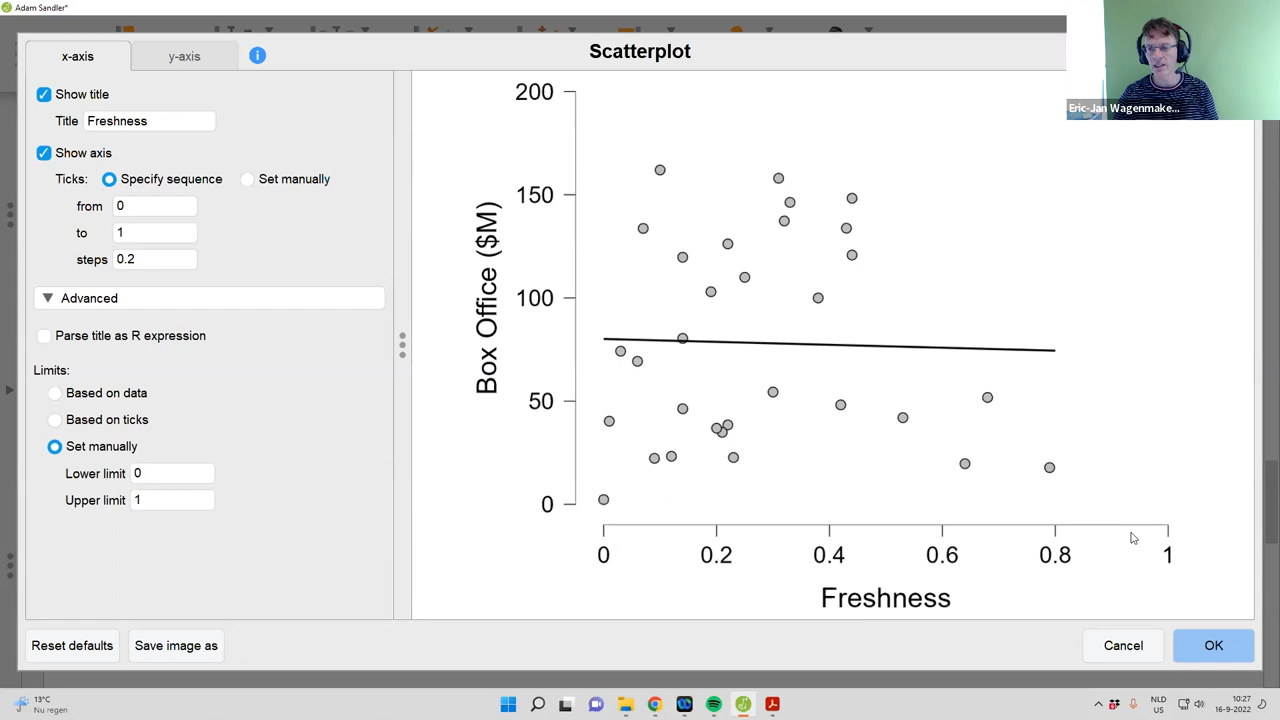 Adam Sandler*
x-axis
y-axis
i
Scatterplot
Eric-Jan Wagenmake...
Show title
Title Freshness
Show axis
Ticks: Specify sequence Set manually
from 0
to 1
steps 0.2
Advanced
Parse title as R expression
Limits:
Based on data
Based on ticks
Set manually
Lower limit 0
Upper limit 1
Box Office ($M)
200
150
100
50
0
0 0.2 0.4 0.6 0.8 1
Freshness
Reset defaults
Save image as
Cancel
OK
13°C
Nu regen
NLD
US
10:27
16-9-2022